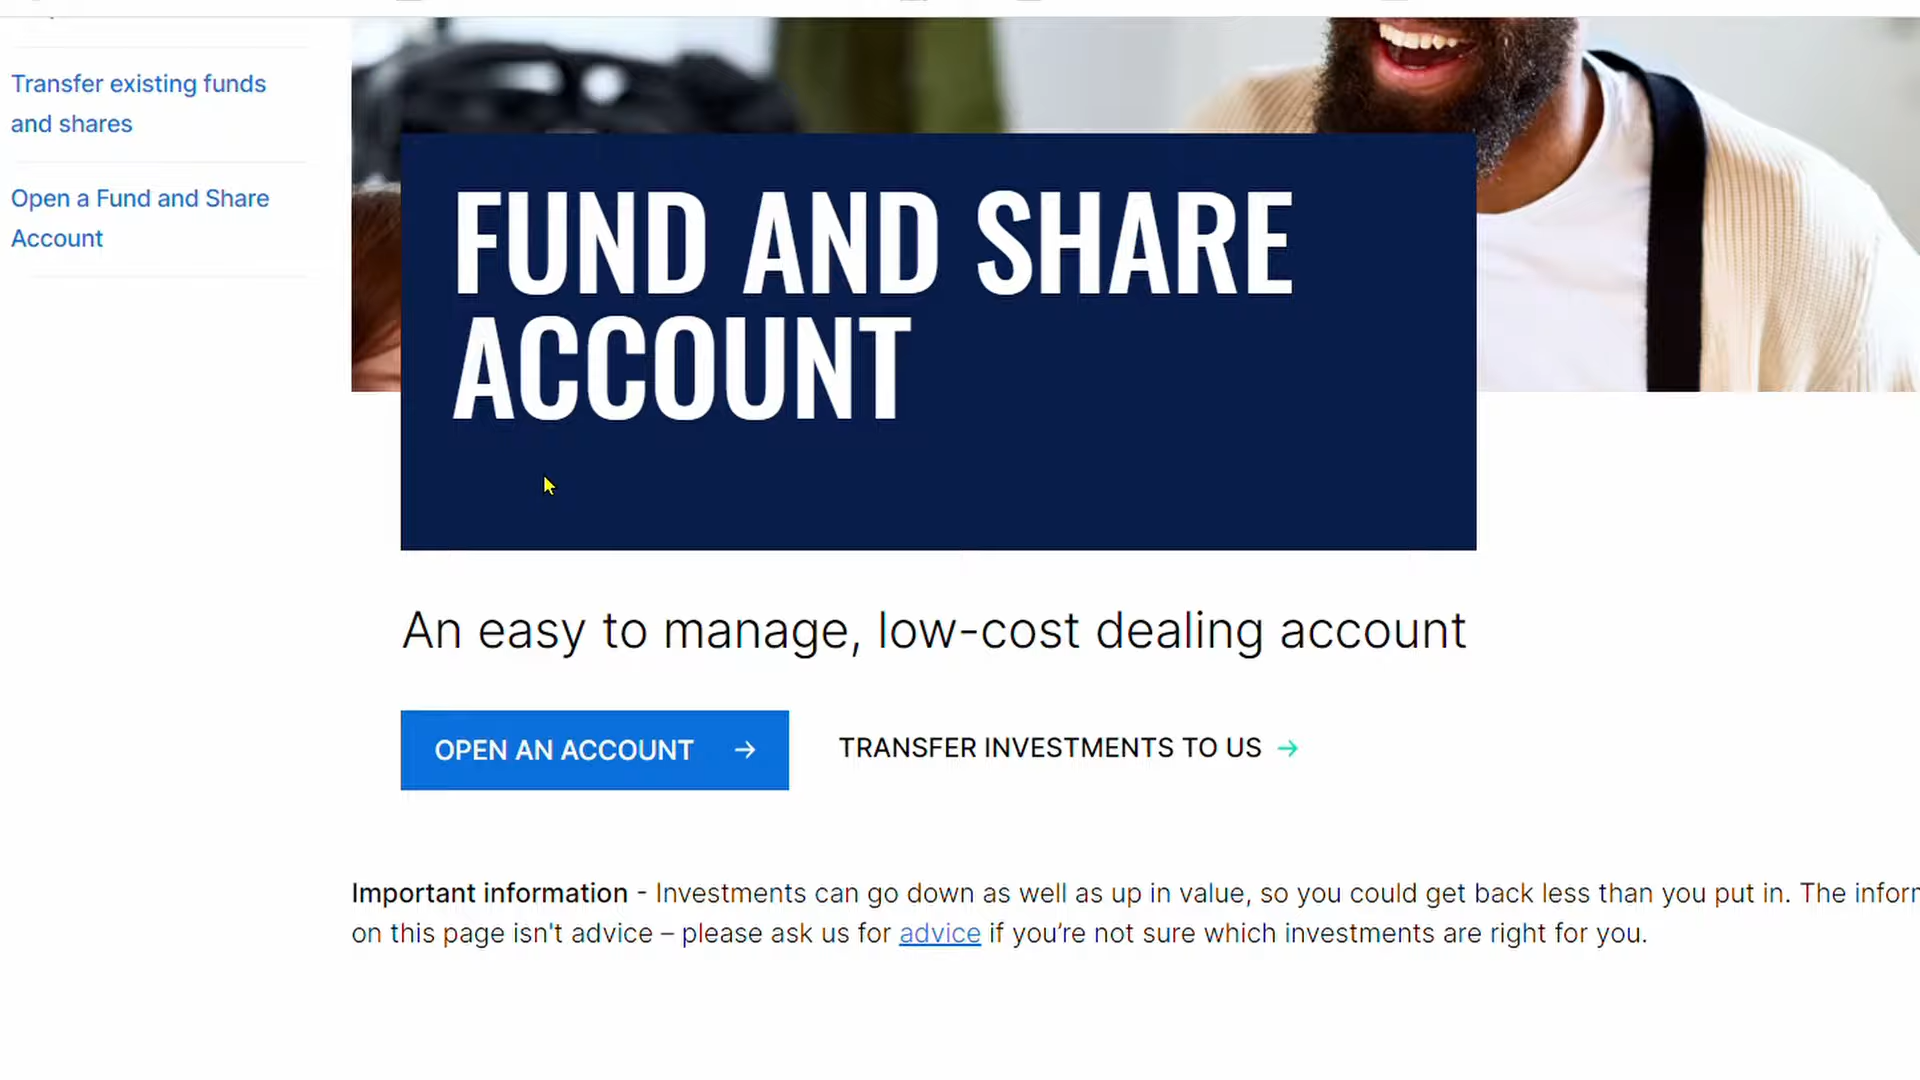 Transfer existing funds
and shares
Open a Fund and Share
Account
FUND AND SHARE
ACCOUNT
An easy to manage, low-cost dealing account
OPEN AN ACCOUNT →
TRANSFER INVESTMENTS TO US →
Important information - Investments can go down as well as up in value, so you could get back less than you put in. The
on this page isn't advice – please ask us for advice if you’re not sure which investments are right for you.